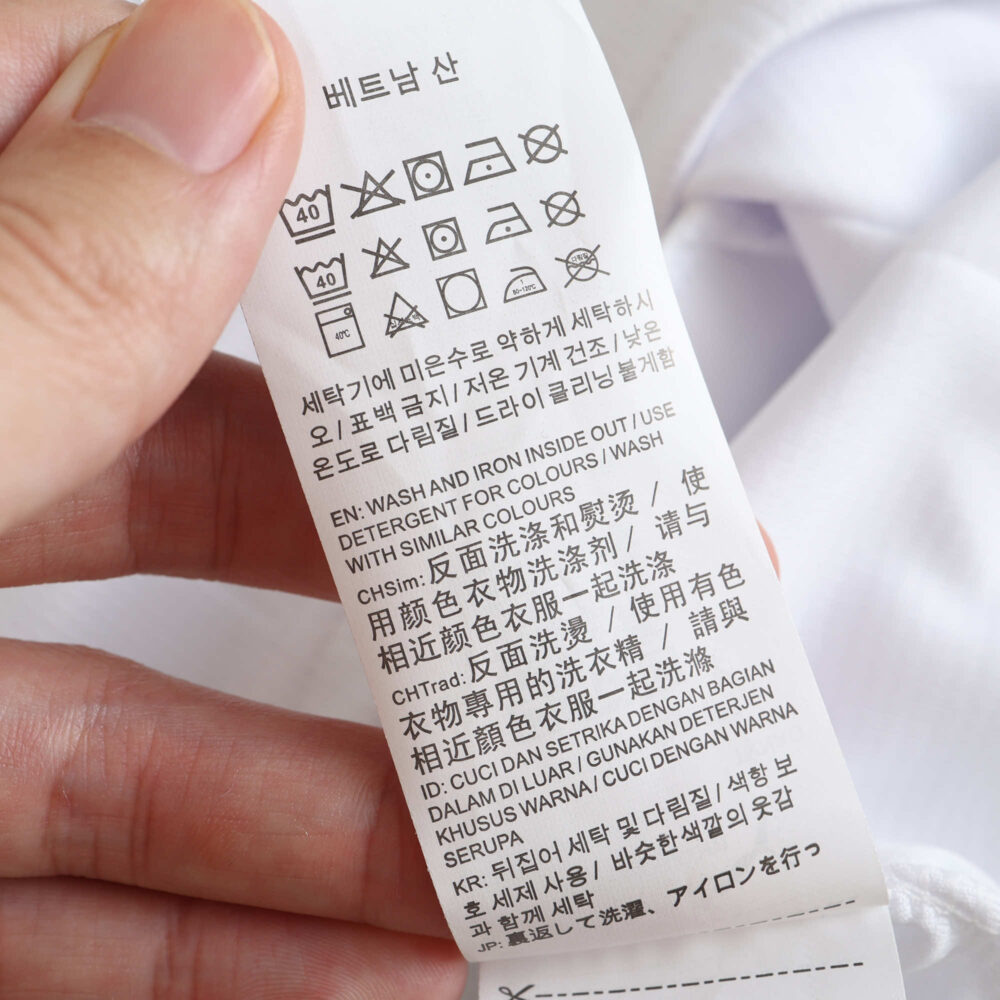 베트남 산
40
40
40℃
1
80~120℃
세탁기에 미은수로 약하게 세탁하시
오 / 표백 금지 / 저온 기계 건조 / 낮은
온도로 다림질 / 드라이 클리닝 불게함
EN: WASH AND IRON INSIDE OUT / USE
DETERGENT FOR COLOURS / WASH
WITH SIMILAR COLOURS
CHSim: 反面洗涤和熨烫 / 使
用颜色衣物洗涤剂 / 请与
相近颜色衣服一起洗涤
CHTrad: 反面洗燙 / 使用有色
衣物專用的洗衣精 / 請與
相近顏色衣服一起洗滌
ID: CUCI DAN SETRIKA DENGAN BAGIAN
DALAM DI LUAR / GUNAKAN DETERJEN
KHUSUS WARNA / CUCI DENGAN WARNA
SERUPA
KR: 뒤집어 세탁 및 다림질 / 색항 보
호 세제 사용 / 바슷한색깔의 옷감
과 함께 세탁
JP: 裏返して洗濯、アイロンを行っ